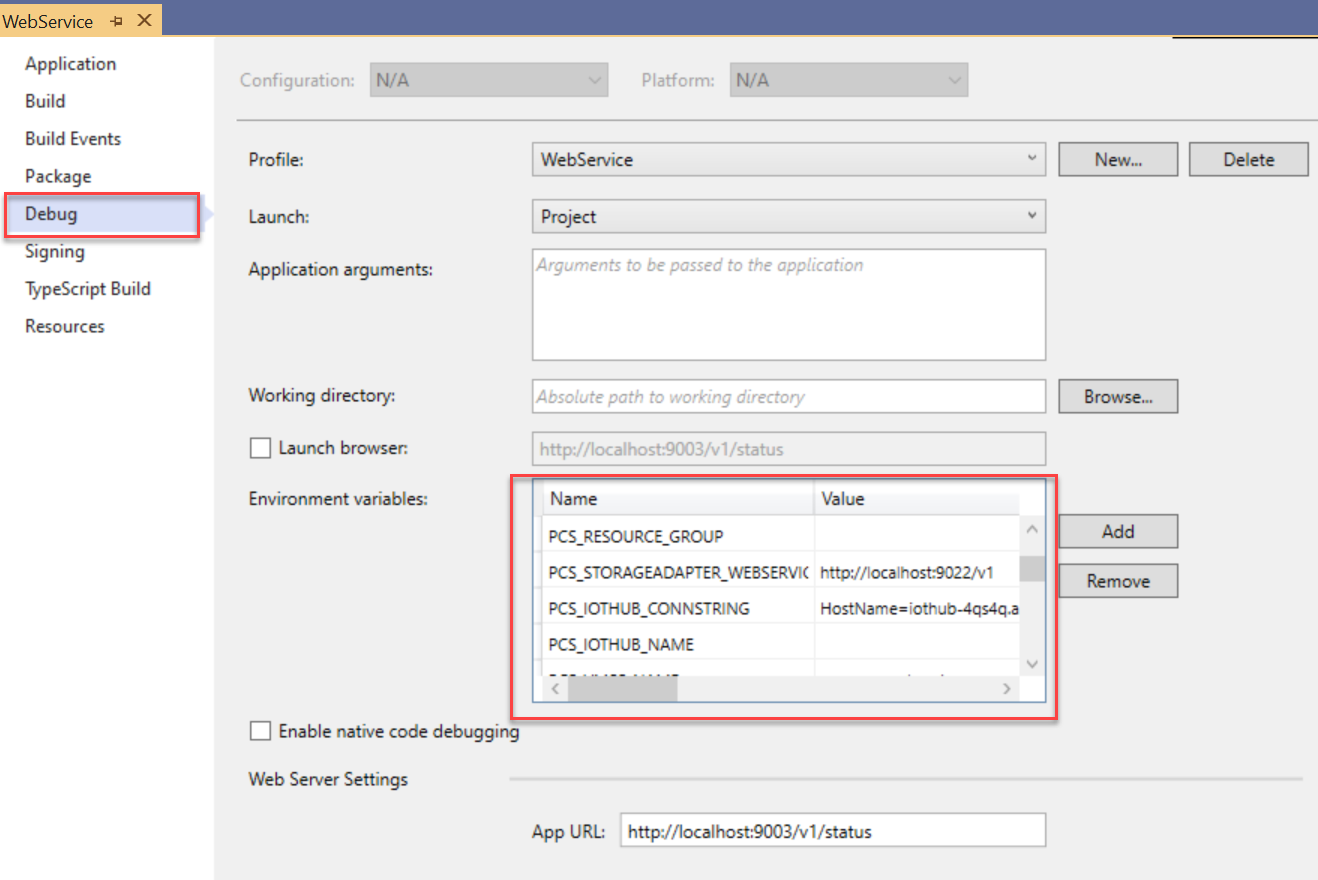 WebService
Application
Build
Build Events
Package
Debug
Signing
TypeScript Build
Resources
Configuration: N/A Platform: N/A
Profile: WebService New... Delete
Launch: Project
Application arguments: Arguments to be passed to the application
Working directory: Absolute path to working directory Browse...
Launch browser: http://localhost:9003/v1/status
Environment variables: Name Value
PCS_RESOURCE_GROUP
Add
PCS_STORAGEADAPTER_WEBSERVIC http://localhost:9022/v1
Remove
PCS_IOTHUB_CONNSTRING HostName=iothub-4qs4q.a
PCS_IOTHUB_NAME
Enable native code debugging
Web Server Settings
App URL: http://localhost:9003/v1/status